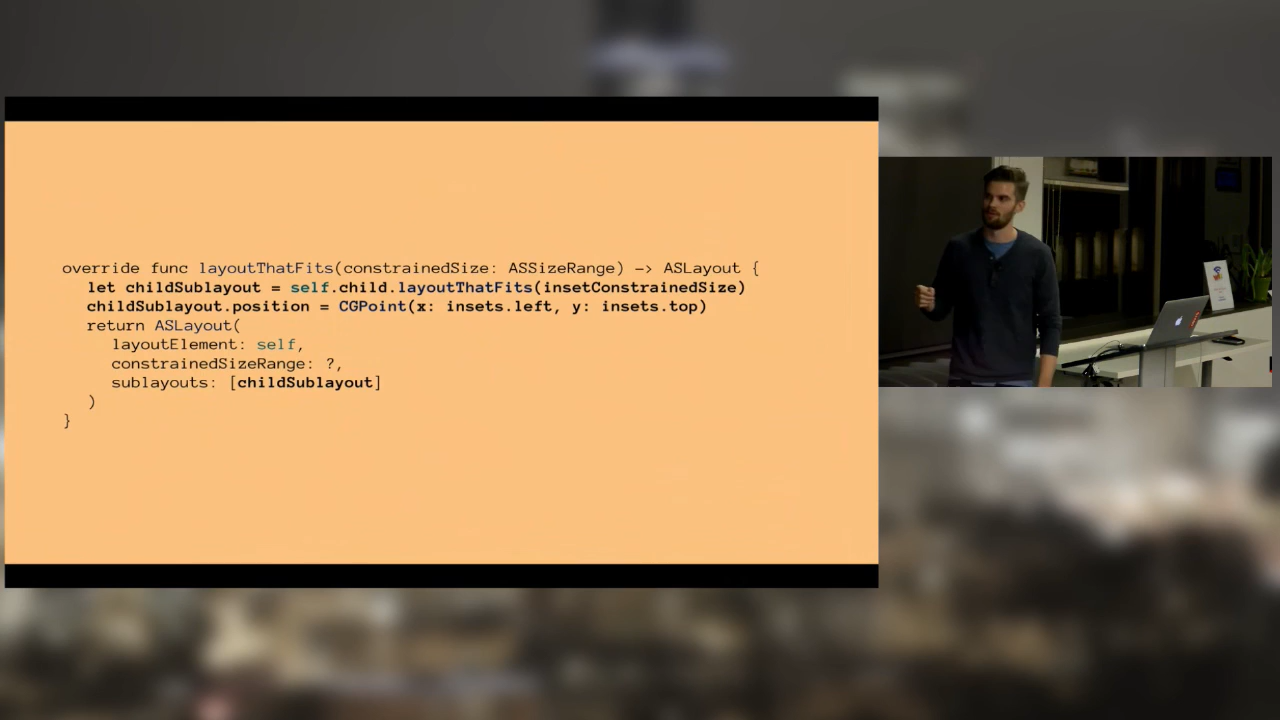 override func layoutThatFits(constrainedSize: ASSizeRange) -> ASLayout {
let childSublayout = self.child.layoutThatFits(insetConstrainedSize)
childSublayout.position = CGPoint(x: insets.left, y: insets.top)
return ASLayout(
layoutElement: self,
constrainedSizeRange: ?,
sublayouts: [childSublayout]
)
}